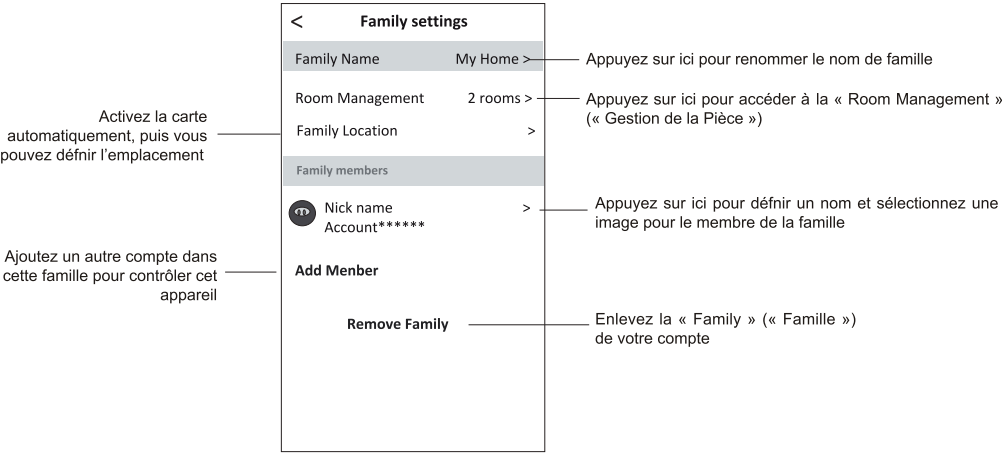 < Family settings
Family Name My Home >
Appuyez sur ici pour renommer le nom de famille
Room Management 2 rooms >
Appuyez sur ici pour accéder à la « Room Management »
(« Gestion de la Pièce »)
Activez la carte
automatiquement, puis vous
pouvez défnir l'emplacement
Family Location >
Family members
Nick name >
Account******
Appuyez sur ici pour défnir un nom et sélectionnez une
image pour le membre de la famille
Ajoutez un autre compte dans
cette famille pour contrôler cet
appareil
Add Menber
Remove Family
Enlevez la « Family » (« Famille »)
de votre compte